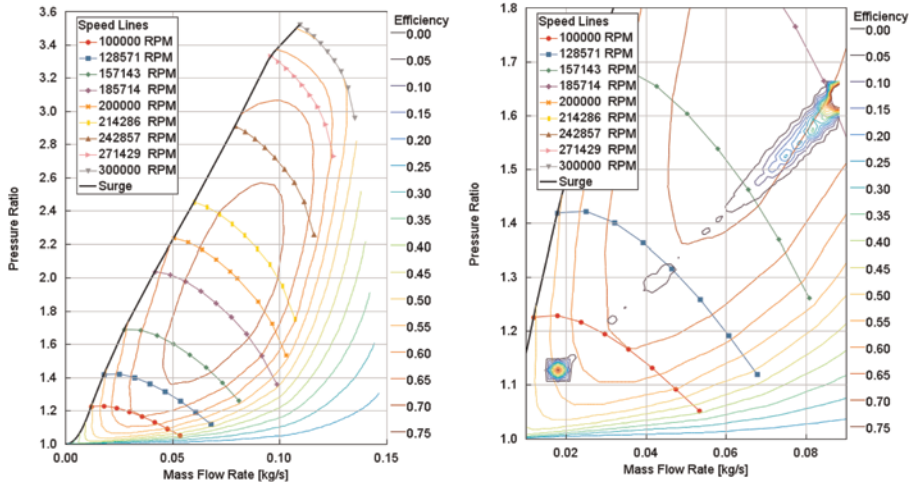 3.6
3.4
3.2
3.0
2.8
2.6
2.4
2.2
2.0
1.8
1.6
1.4
1.2
1.0
Pressure Ratio
Speed Lines
100000 RPM
128571 RPM
157143 RPM
185714 RPM
200000 RPM
214286 RPM
242857 RPM
271429 RPM
300000 RPM
Surge
0.00
0.05
0.10
0.15
Mass Flow Rate [kg/s]
Efficiency
0.00
0.05
0.10
0.15
0.20
0.25
0.30
0.35
0.40
0.45
0.50
0.55
0.60
0.65
0.70
0.75
1.8
1.7
1.6
1.5
1.4
1.3
1.2
1.1
1.0
Pressure Ratio
Speed Lines
100000 RPM
128571 RPM
157143 RPM
185714 RPM
200000 RPM
214286 RPM
242857 RPM
271429 RPM
300000 RPM
Surge
0.02
0.04
0.06
0.08
Mass Flow Rate [kg/s]
Efficiency
0.00
0.05
0.10
0.15
0.20
0.25
0.30
0.35
0.40
0.45
0.50
0.55
0.60
0.65
0.70
0.75